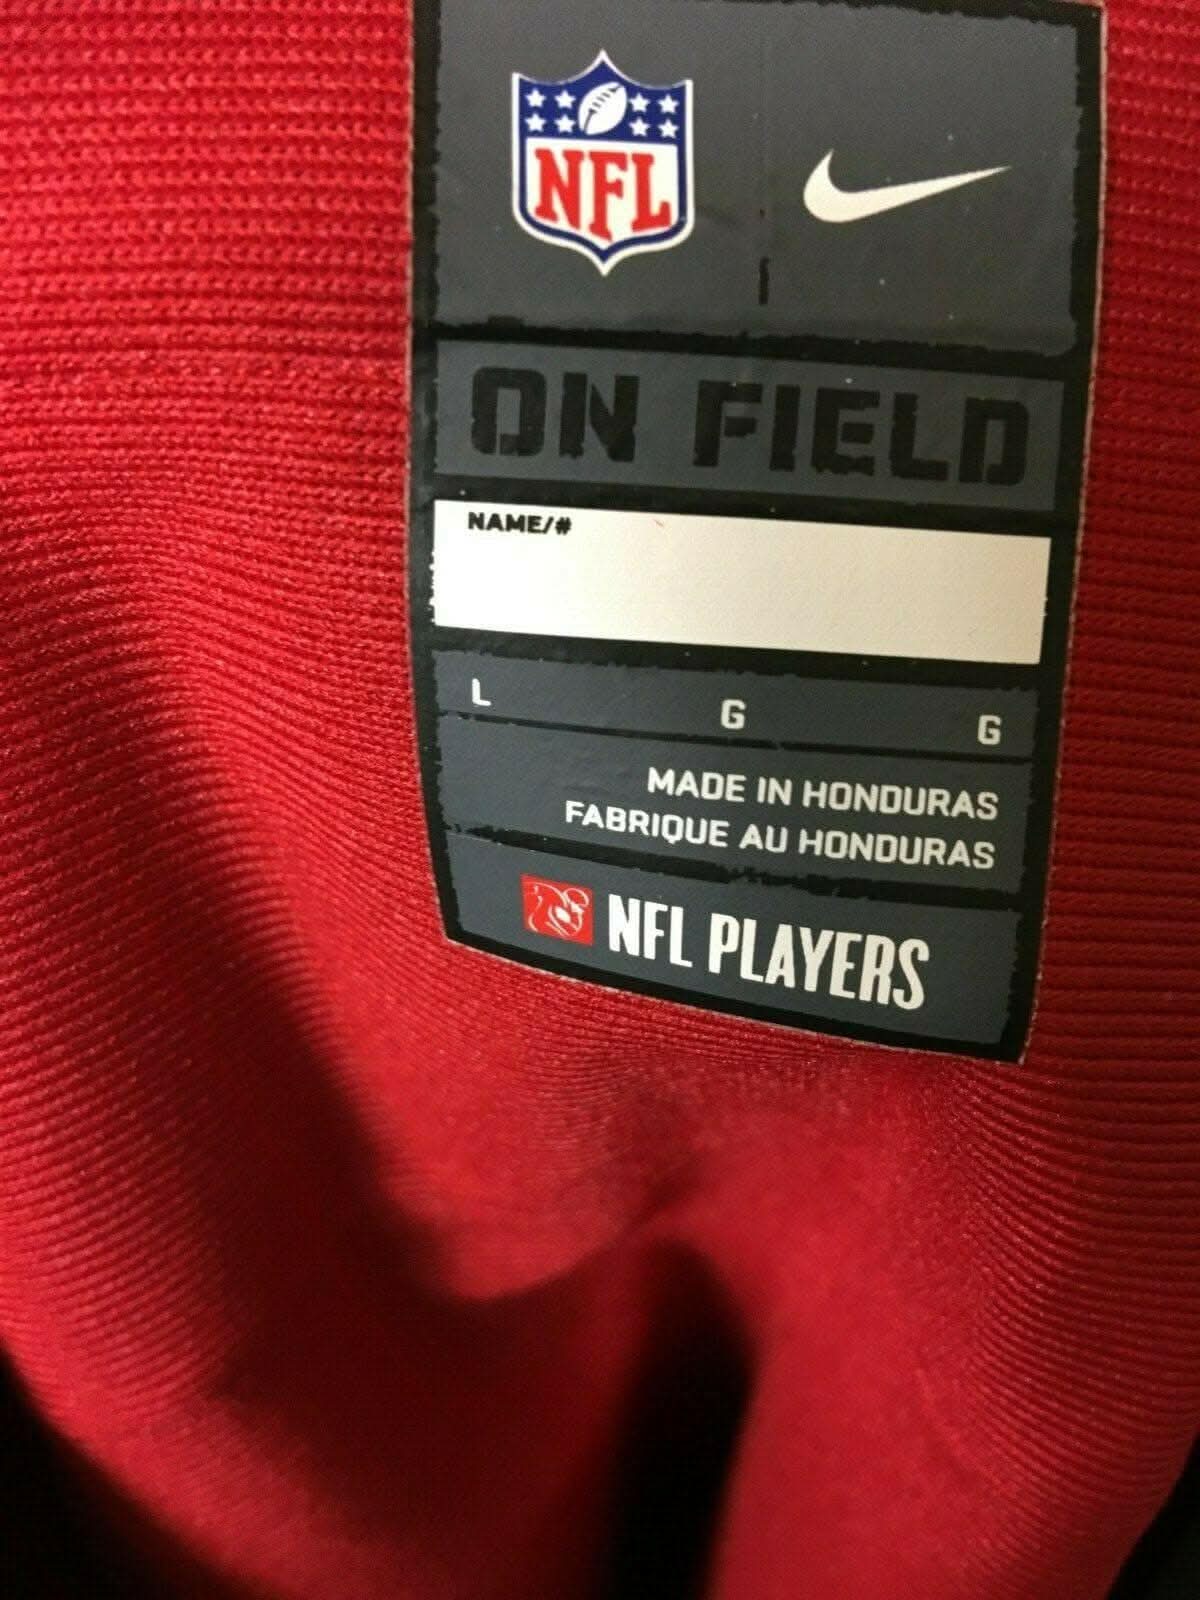 NFL
ON FIELD
NAME/#
L G G
MADE IN HONDURAS
FABRIQUE AU HONDURAS
NFL PLAYERS